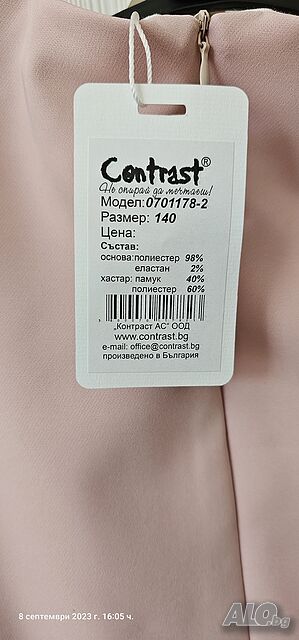 Contrast®
Не спирай да мечтаеш!
Модел:0701178-2
Размер: 140
Цена:
Състав:
основа:полиестер 98%
еластан 2%
хастар: памук 40%
полиестер 60%
„Контраст АС" ООД
www.contrast.bg
e-mail: office@contrast.bg
произведено в България
8 септември 2023 г. 16:05 ч.
ALO.bg